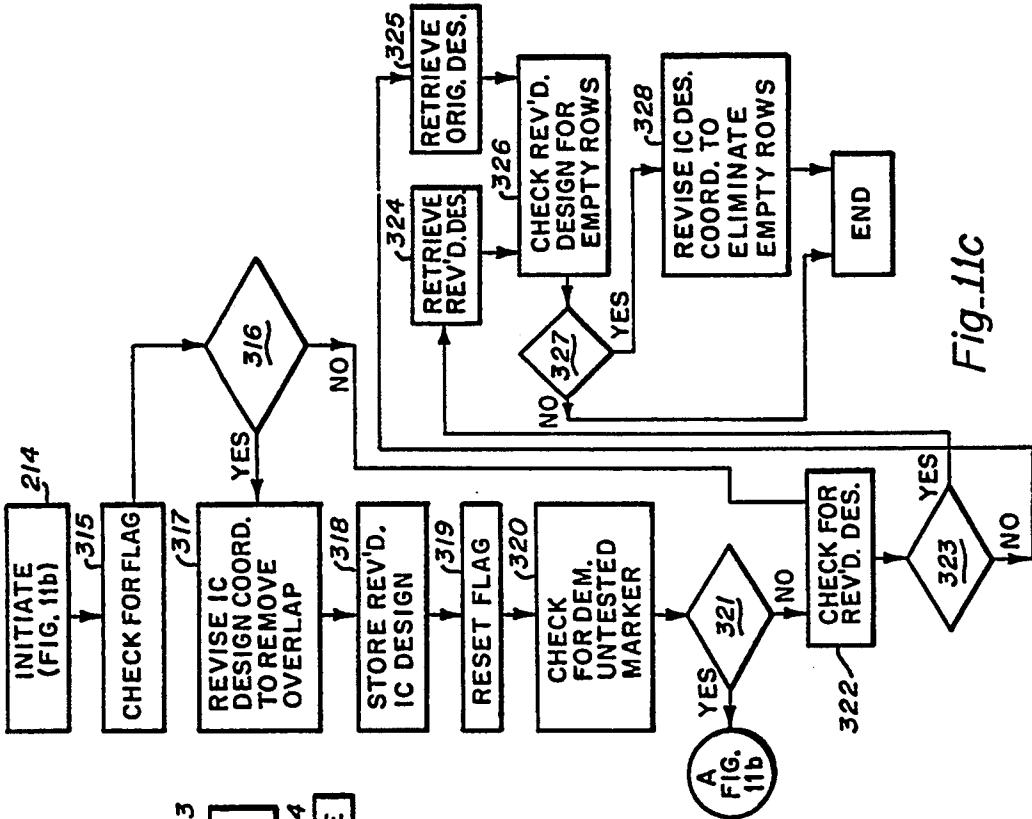 INITIATE
(FIG. 11b)
214
315
CHECK FOR FLAG
316
YES
NO
317
REVISE IC
DESIGN COORD.
TO REMOVE
OVERLAP
318
STORE REV'D.
IC DESIGN
319
RESET FLAG
320
CHECK
FOR DEM.
UNTESTED
MARKER
321
YES
NO
A
FIG.
11b
CHECK FOR
REV'D. DES.
322
323
YES
NO
324
RETRIEVE
REV'D. DES.
325
RETRIEVE
ORIG. DES.
326
CHECK REV'D.
DESIGN FOR
EMPTY ROWS
327
NO
YES
328
REVISE IC DES.
COORD. TO
ELIMINATE
EMPTY ROWS
END
Fig_11c
3
4
E